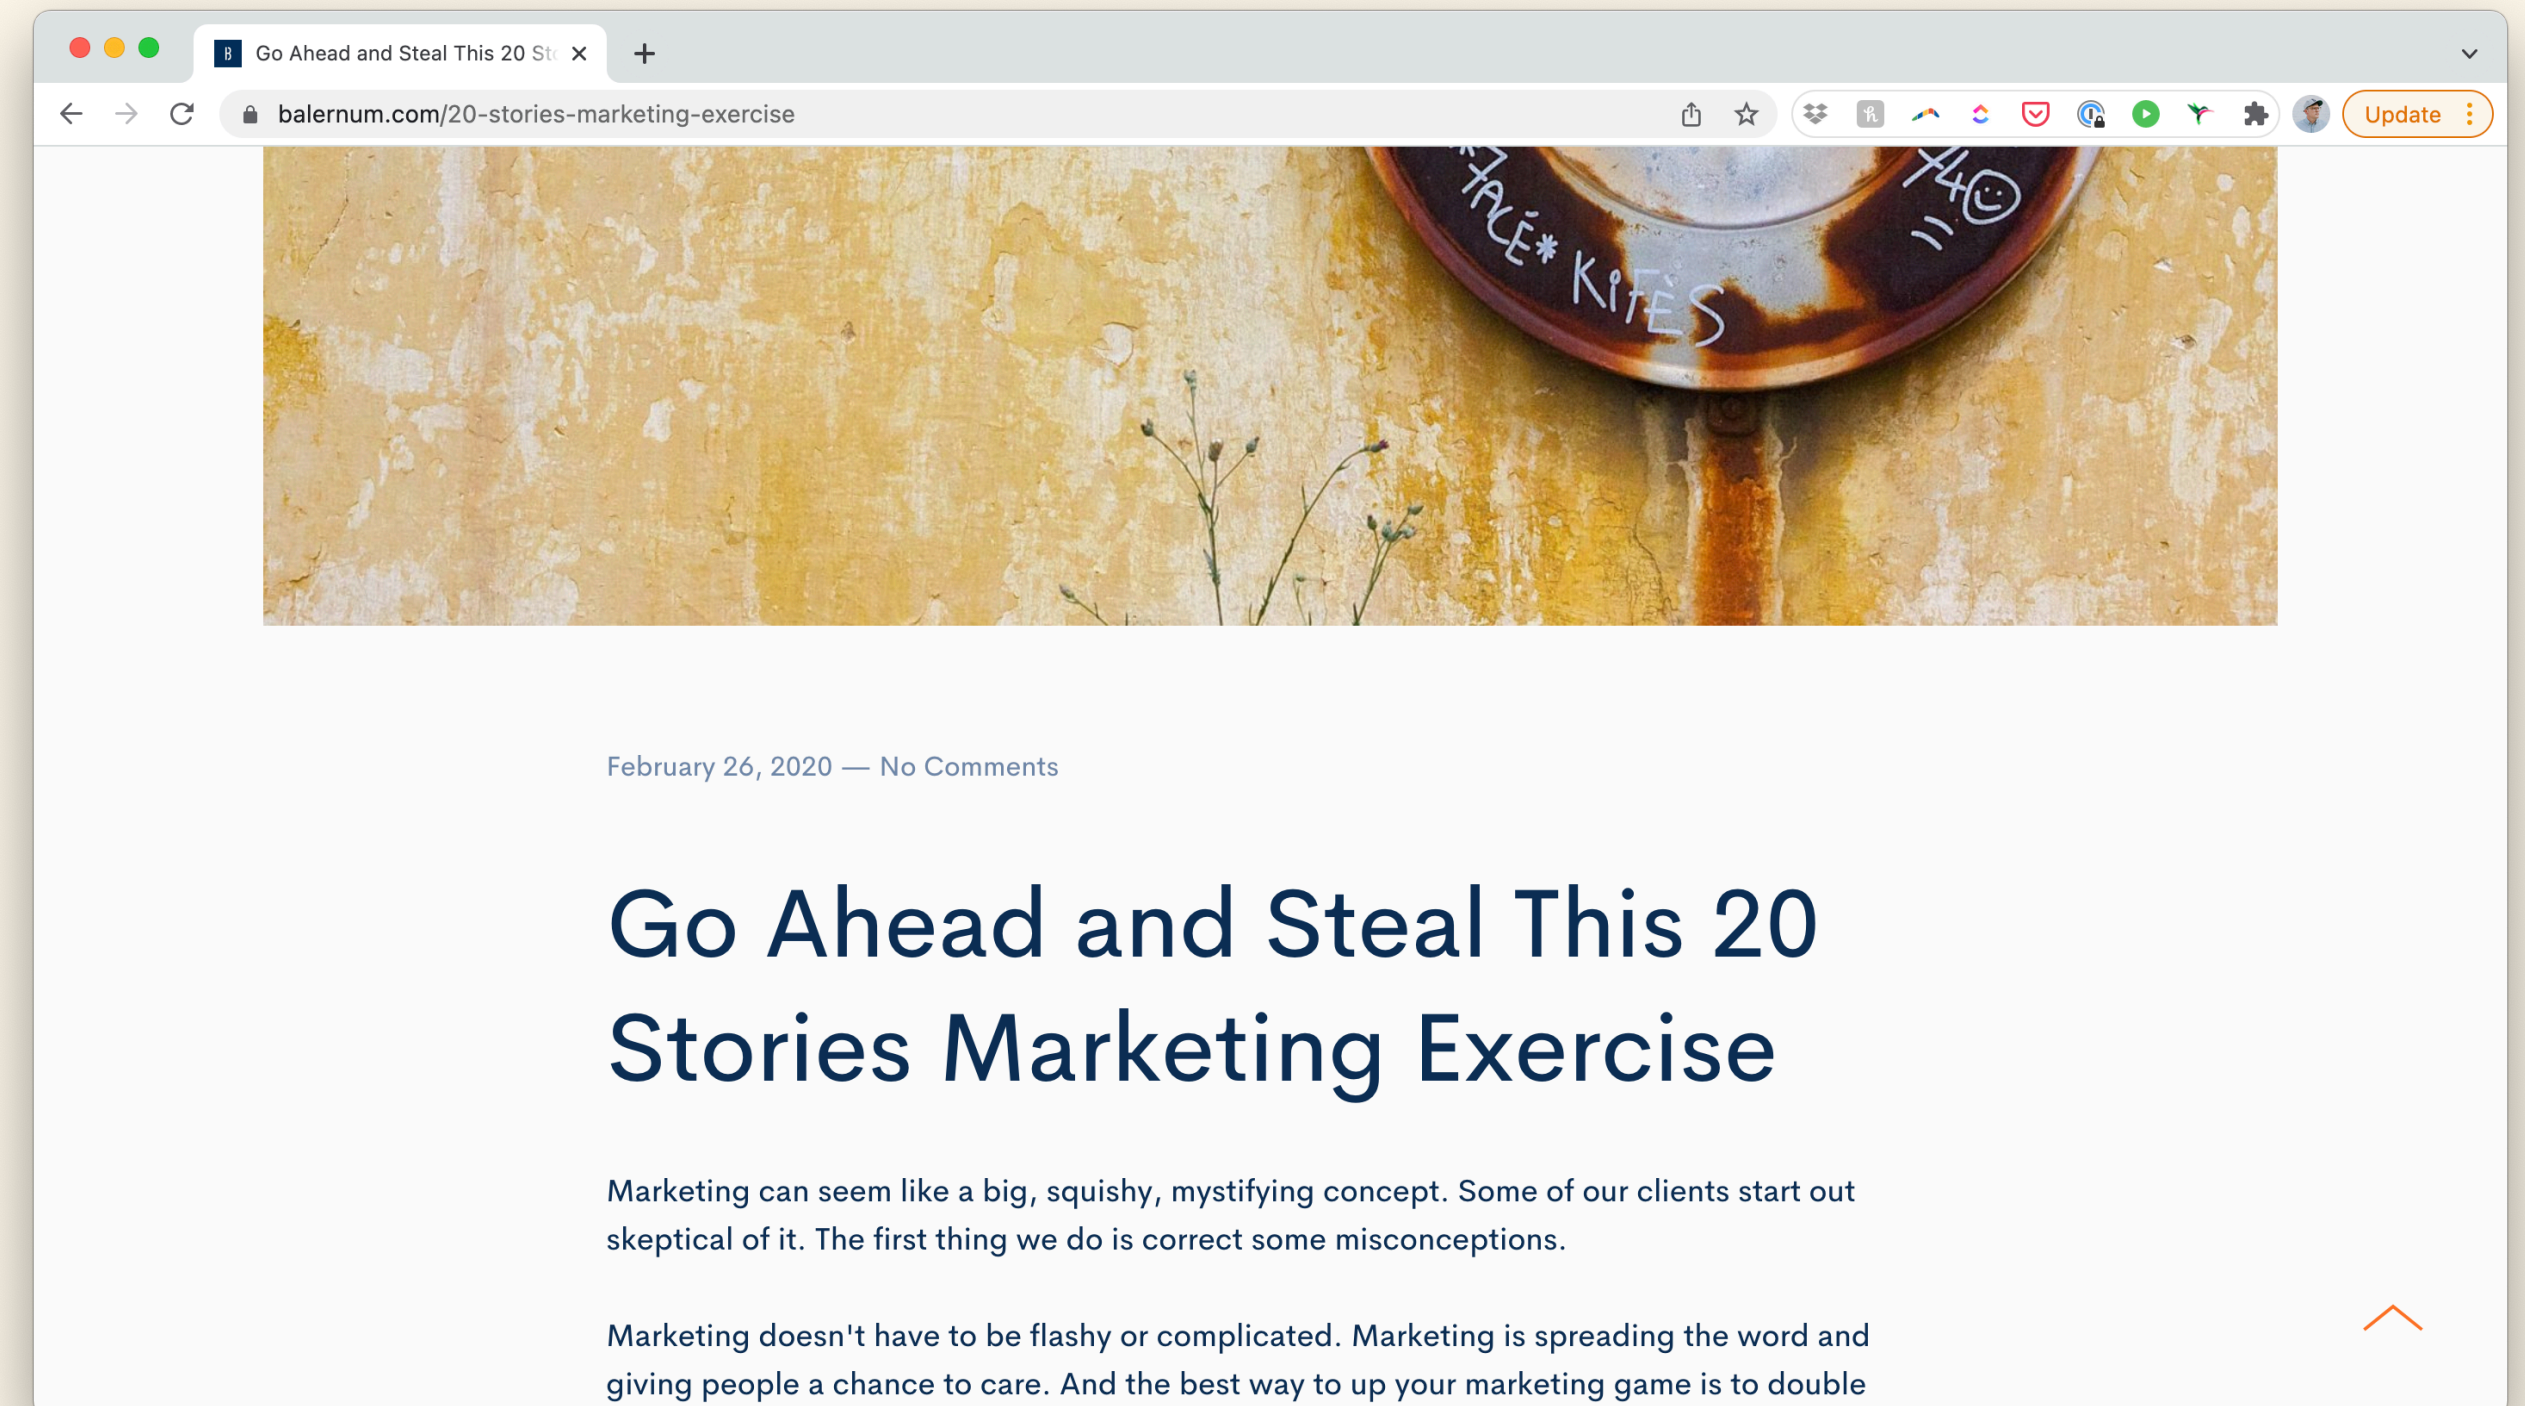 Go Ahead and Steal This 20
balernum.com/20-stories-marketing-exercise
Update
KiTÉS
February 26, 2020 — No Comments
Go Ahead and Steal This 20
Stories Marketing Exercise
Marketing can seem like a big, squishy, mystifying concept. Some of our clients start out
skeptical of it. The first thing we do is correct some misconceptions.
Marketing doesn't have to be flashy or complicated. Marketing is spreading the word and
giving people a chance to care. And the best way to up your marketing game is to double